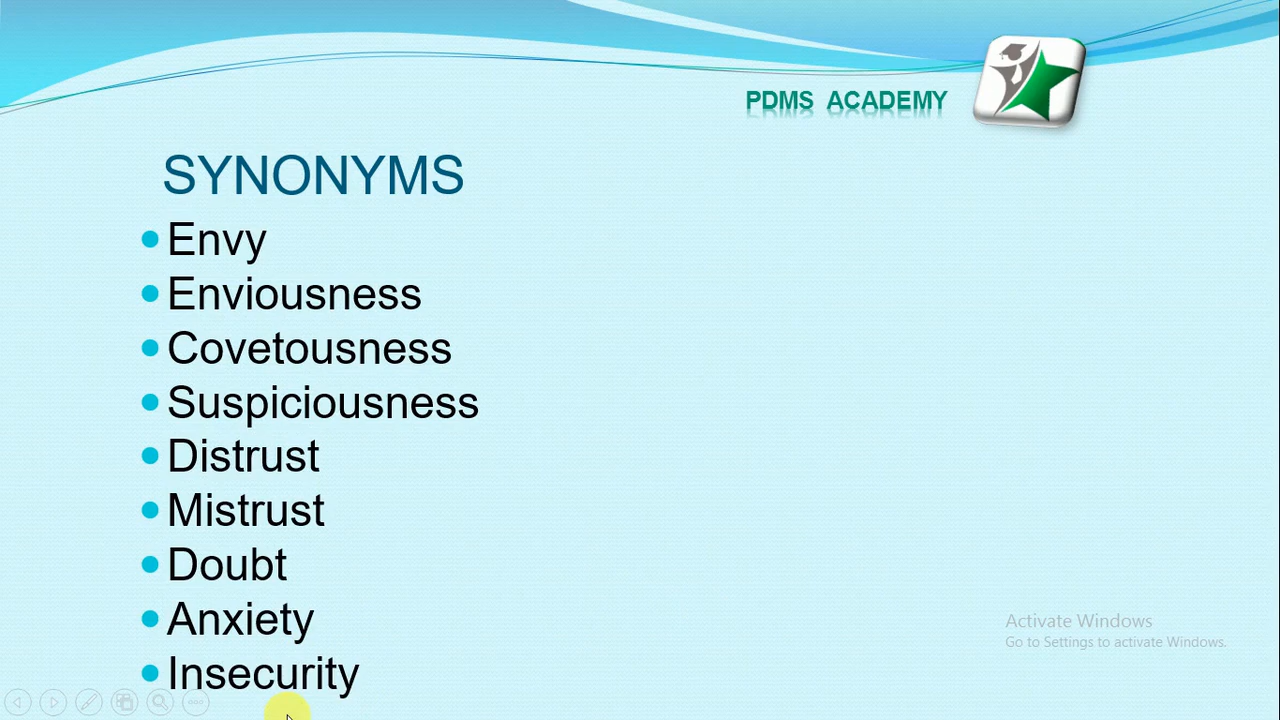 PDMS ACADEMY
SYNONYMS
Envy
Enviousness
Covetousness
Suspiciousness
Distrust
Mistrust
Doubt
Anxiety
Insecurity
Activate Windows
Go to Settings to activate Windows.